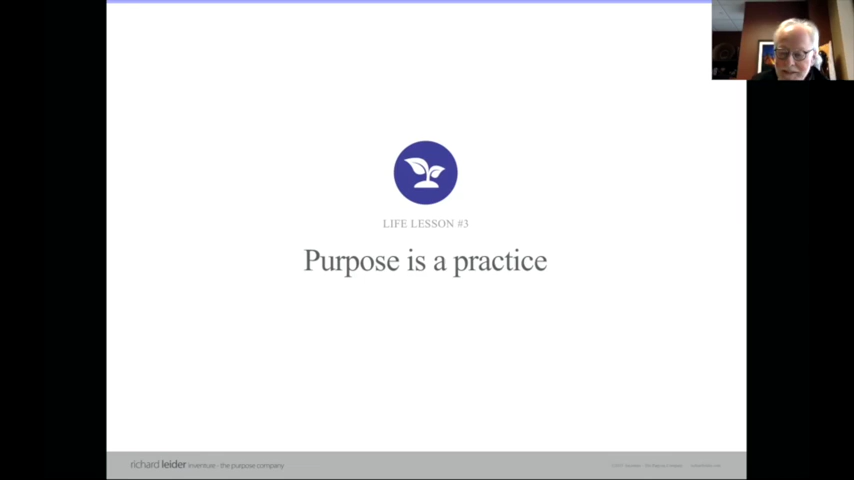 LIFE LESSON #3
Purpose is a practice
richard leider inventure - the purpose company